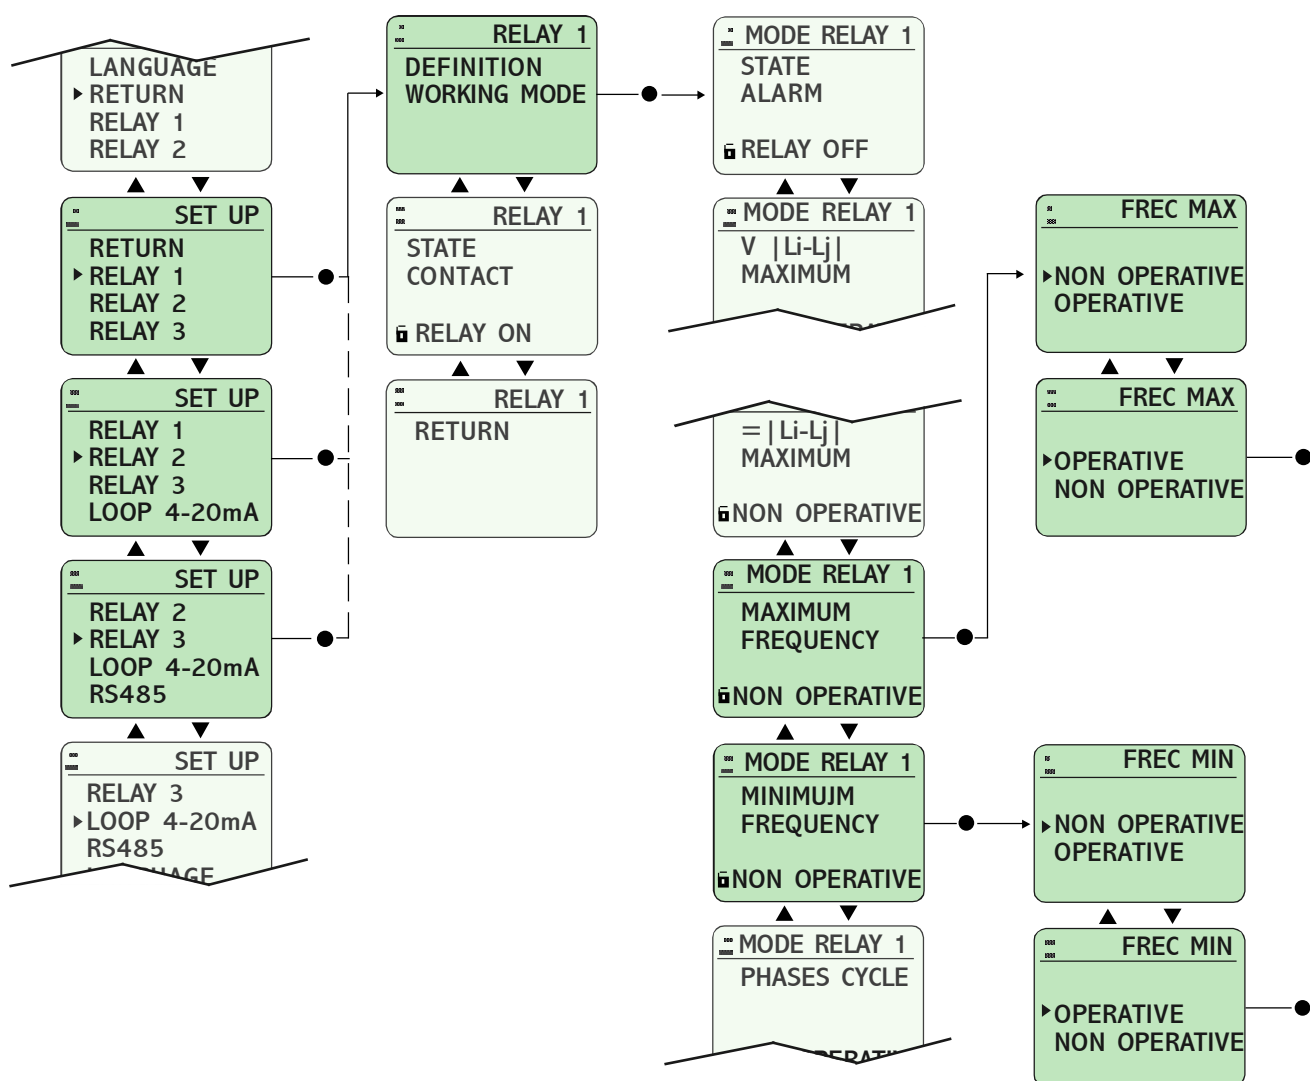 LANGUAGE
RETURN
RELAY 1
RELAY 2
SET UP
RETURN
RELAY 1
RELAY 2
RELAY 3
SET UP
RELAY 1
RELAY 2
RELAY 3
LOOP 4-20mA
SET UP
RELAY 2
RELAY 3
LOOP 4-20mA
RS485
SET UP
RELAY 3
LOOP 4-20mA
RS485
RELAY 1
DEFINITION
WORKING MODE
RELAY 1
STATE
CONTACT
RELAY ON
RELAY 1
RETURN
MODE RELAY 1
STATE
ALARM
RELAY OFF
MODE RELAY 1
V |Li-Lj|
MAXIMUM
=|Li-Lj|
MAXIMUM
NON OPERATIVE
MODE RELAY 1
MAXIMUM
FREQUENCY
NON OPERATIVE
MODE RELAY 1
MINIMUJM
FREQUENCY
NON OPERATIVE
MODE RELAY 1
PHASES CYCLE
FREC MAX
NON OPERATIVE
OPERATIVE
FREC MAX
OPERATIVE
NON OPERATIVE
FREC MIN
NON OPERATIVE
OPERATIVE
FREC MIN
OPERATIVE
NON OPERATIVE